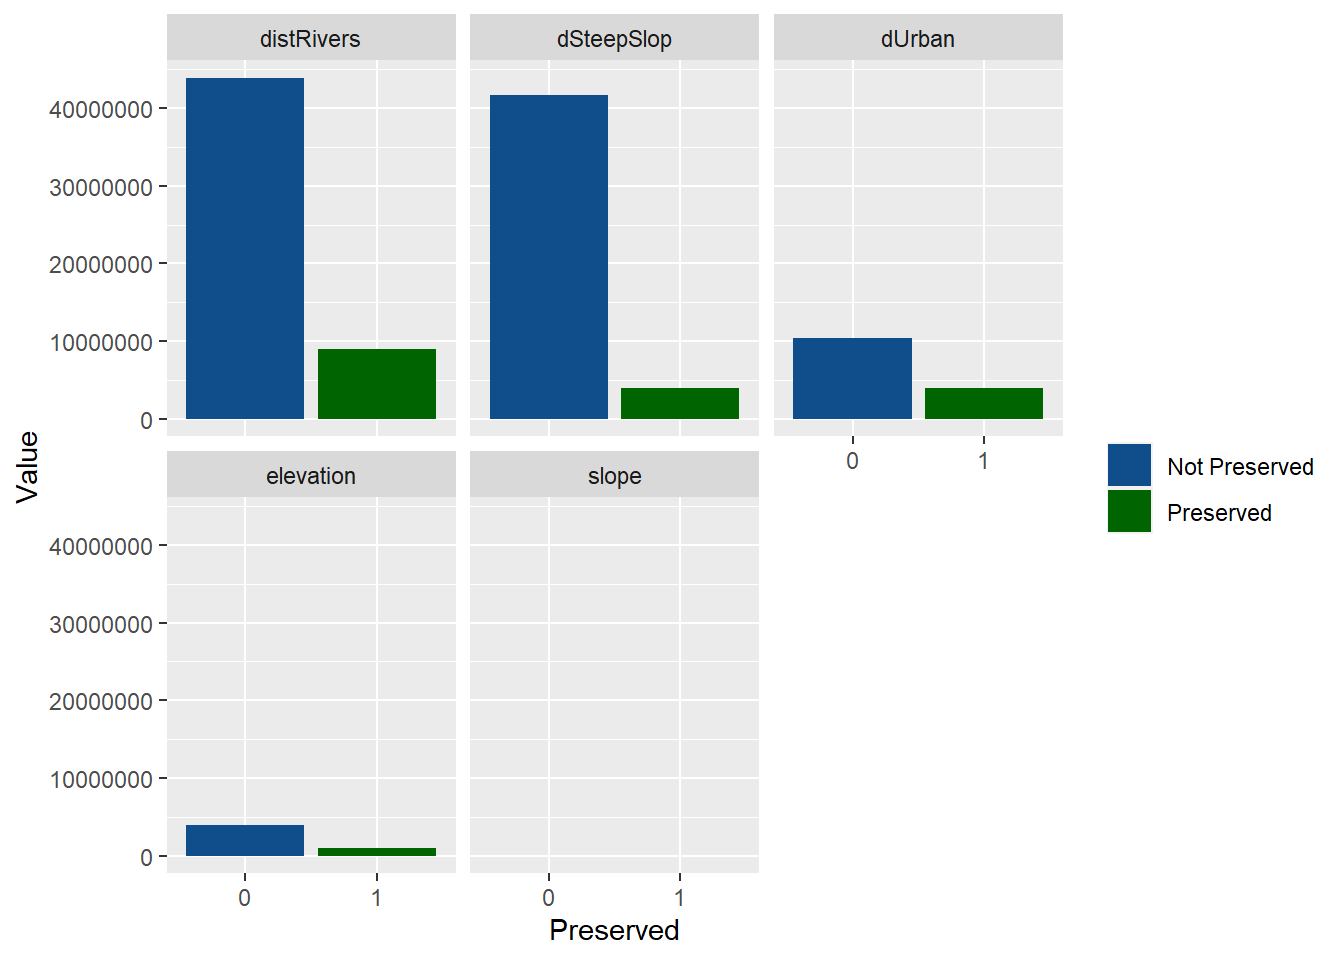 distRivers
dSteepSlop
dUrban
40000000
30000000
20000000
10000000
0
0
1
elevation
slope
40000000
30000000
20000000
10000000
0
0
1
0
1
Preserved
Value
Not Preserved
Preserved